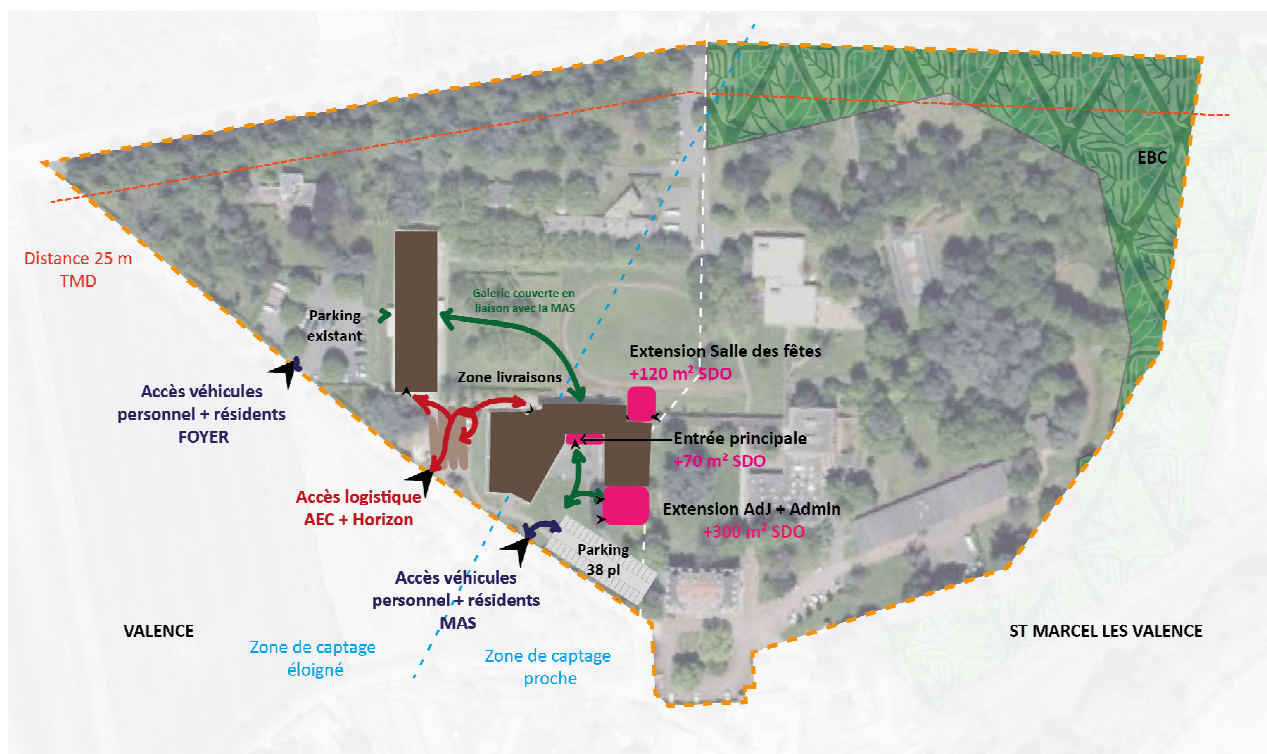 EBC
Distance 25 m
TMD
Galerie couverte en
liaison avec la MAS
Parking
existant
Extension Salle des fêtes
+120 m² SDO
Zone livraisons
Accès véhicules
personnel + résidents
FOYER
Entrée principale
+70 m² SDO
Accès logistique
AEC + Horizon
Extension AdJ + Admin
+300 m² SDO
Parking
38 pl
Accès véhicules
personnel + résidents
MAS
VALENCE
ST MARCEL LES VALENCE
Zone de captage
éloigné
Zone de captage
proche